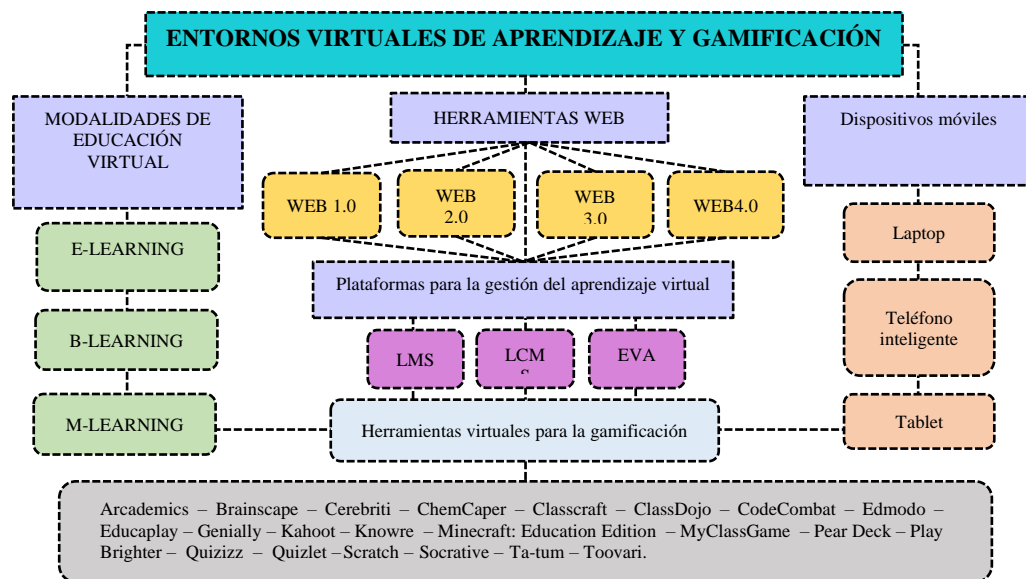 ENTORNOS VIRTUALES DE APRENDIZAJE Y GAMIFICACIÓN
MODALIDADES DE
EDUCACIÓN
VIRTUAL
HERRAMIENTAS WEB
Dispositivos móviles
WEB 1.0
WEB
2.0
WEB
3.0
WEB4.0
E-LEARNING
B-LEARNING
M-LEARNING
Plataformas para la gestión del aprendizaje virtual
LMS
LCM
S
EVA
Herramientas virtuales para la gamificación
Laptop
Teléfono
inteligente
Tablet
Arcademics – Brainscape – Cerebriti – ChemCaper – Classcraft – ClassDojo – CodeCombat – Edmodo –
Educaplay – Genially – Kahoot – Knowre – Minecraft: Education Edition – MyClassGame – Pear Deck – Play
Brighter – Quizizz – Quizlet – Scratch – Socrative – Ta-tum – Toovari.